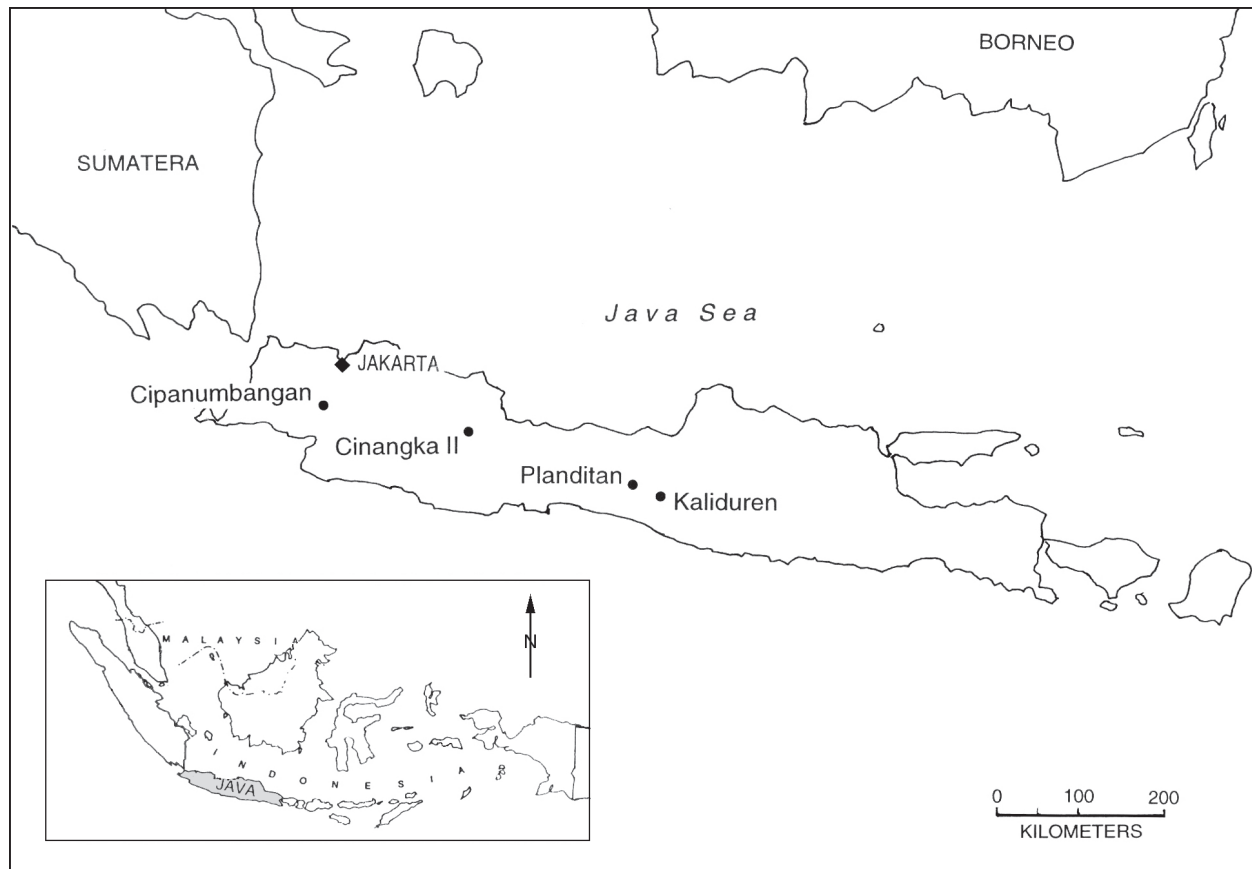 BORNEO
SUMATERA
Java Sea
JAKARTA
Cipanumbangan
Cinangka II
Planditan
Kaliduren
MALAYSIA
N
INDONESIA
JAVA
0 100 200
KILOMETERS